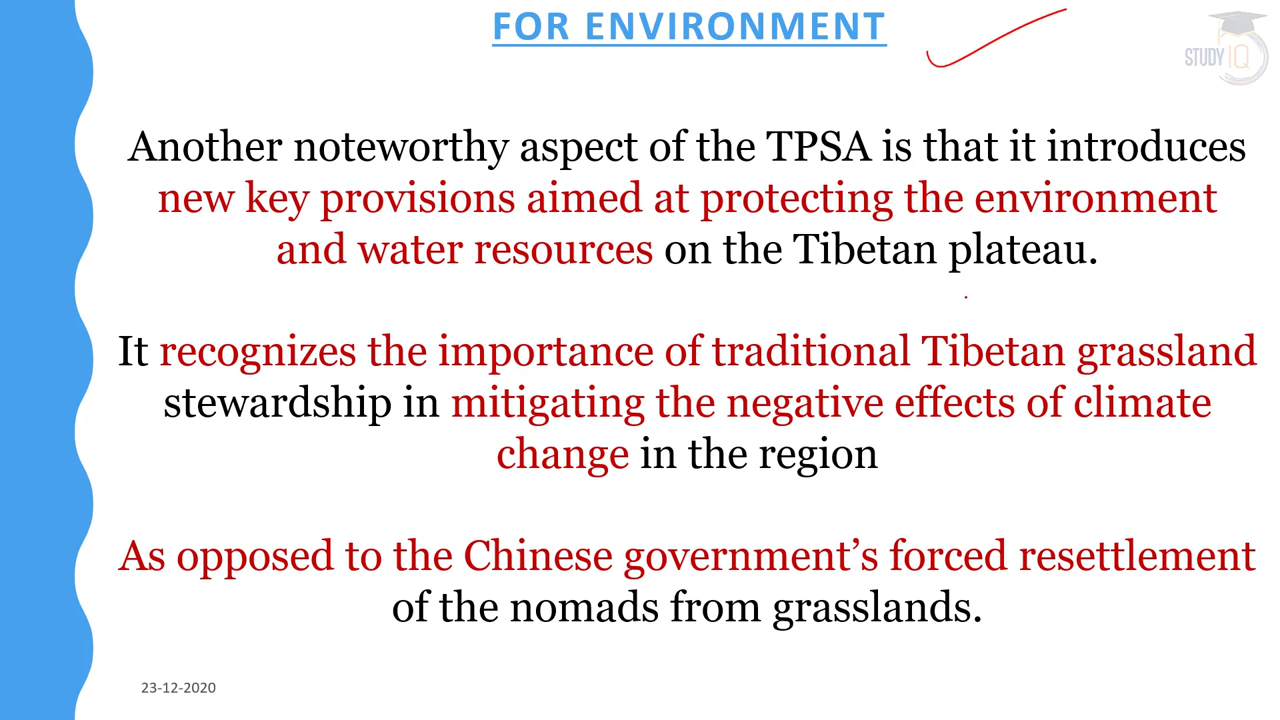 FOR ENVIRONMENT
STUDY IQ
Another noteworthy aspect of the TPSA is that it introduces
new key provisions aimed at protecting the environment
and water resources on the Tibetan plateau.
It recognizes the importance of traditional Tibetan grassland
stewardship in mitigating the negative effects of climate
change in the region
As opposed to the Chinese government’s forced resettlement
of the nomads from grasslands.
23-12-2020